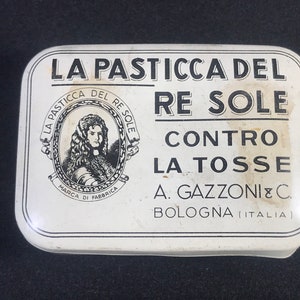 LA PASTICCA DEL
RE SOLE
LA PASTICCA DEL RE SOLE
MARCA DI FABBRICA
CONTRO
LA TOSSE
A. GAZZONI & C.
BOLOGNA (ITALIA)